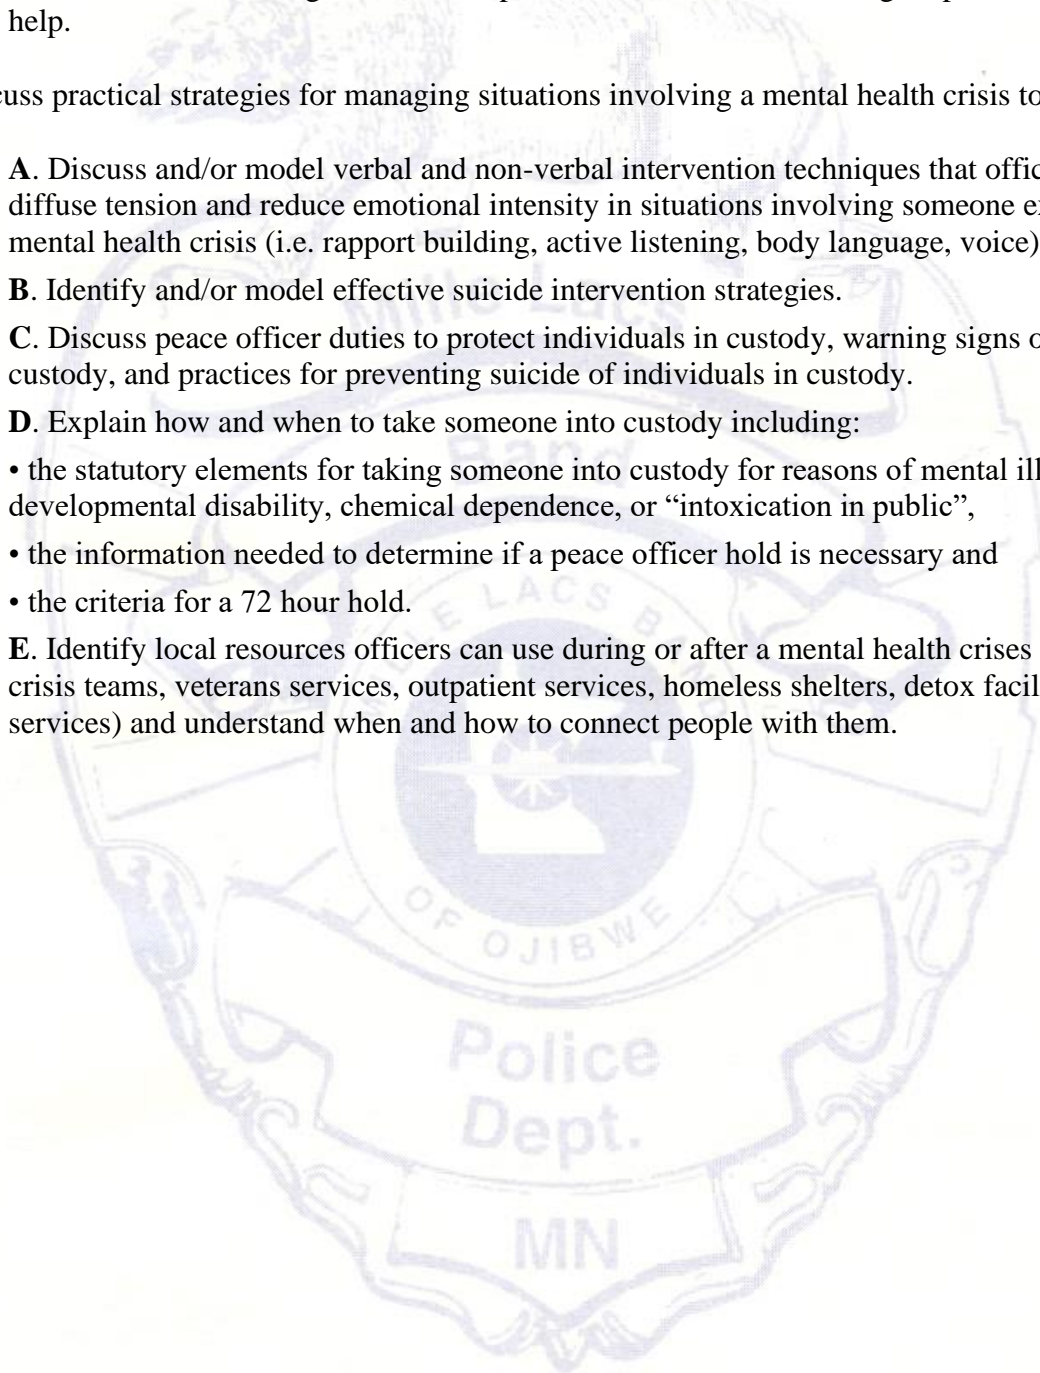 help.
cuss practical strategies for managing situations involving a mental health crisis to
A. Discuss and/or model verbal and non-verbal intervention techniques that offic
diffuse tension and reduce emotional intensity in situations involving someone e
mental health crisis (i.e. rapport building, active listening, body language, voice)
B. Identify and/or model effective suicide intervention strategies.
C. Discuss peace officer duties to protect individuals in custody, warning signs o
custody, and practices for preventing suicide of individuals in custody.
D. Explain how and when to take someone into custody including:
• the statutory elements for taking someone into custody for reasons of mental ill
developmental disability, chemical dependence, or “intoxication in public”,
• the information needed to determine if a peace officer hold is necessary and
• the criteria for a 72 hour hold.
E. Identify local resources officers can use during or after a mental health crises
crisis teams, veterans services, outpatient services, homeless shelters, detox facil
services) and understand when and how to connect people with them.
Mille Lacs
Band
MILLE LACS BAND
OF OJIBWE
Police
Dept.
MN